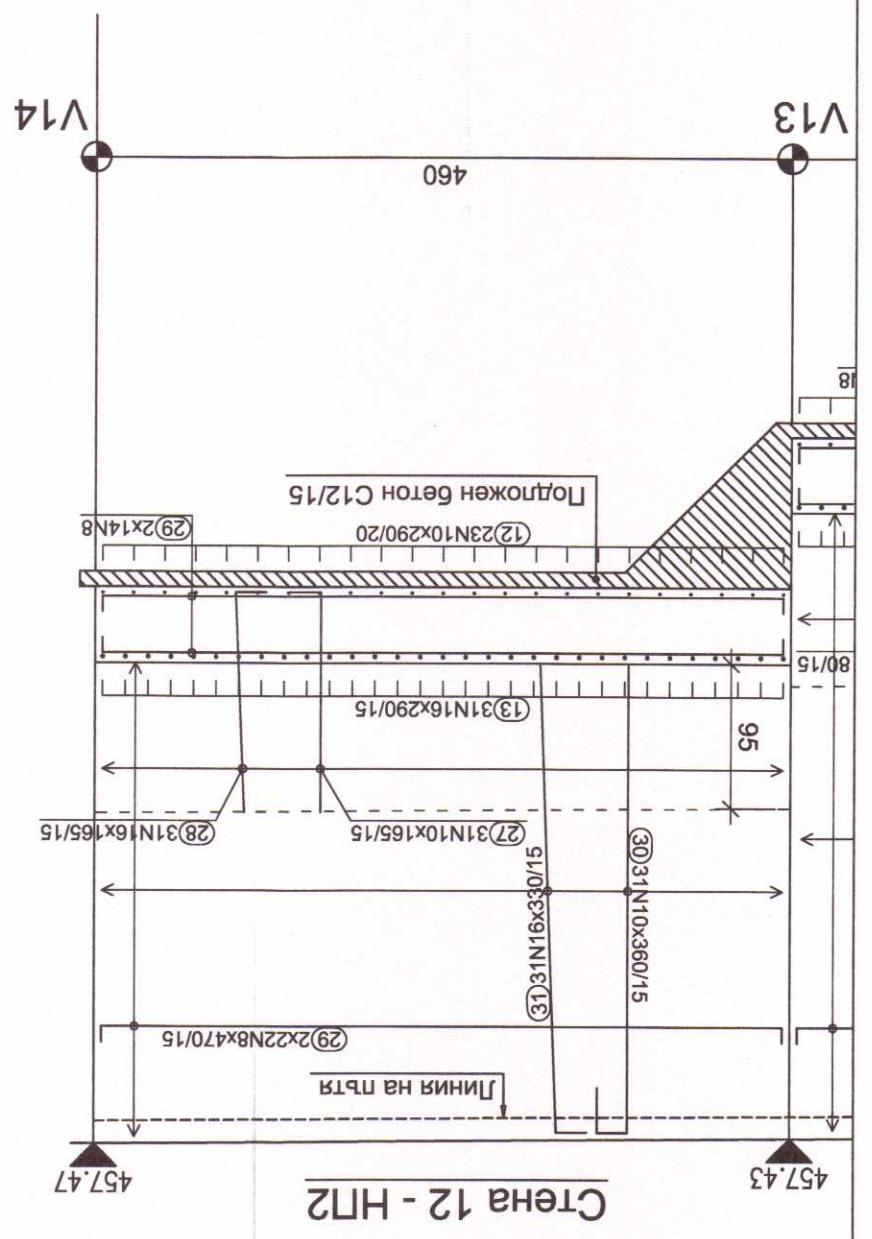 Стена 12 - НП2
457.43
457.47
Линия на пътя
(29)2x22N8x470/15
(30)31N10x360/15
(31)31N16x330/15
(27)31N10x165/15
(28)31N16x165/15
95
(13)31N16x290/15
80/15
(12)23N10x290/20
(29)2x14N8
Подложен бетон C12/15
460
V13
V14